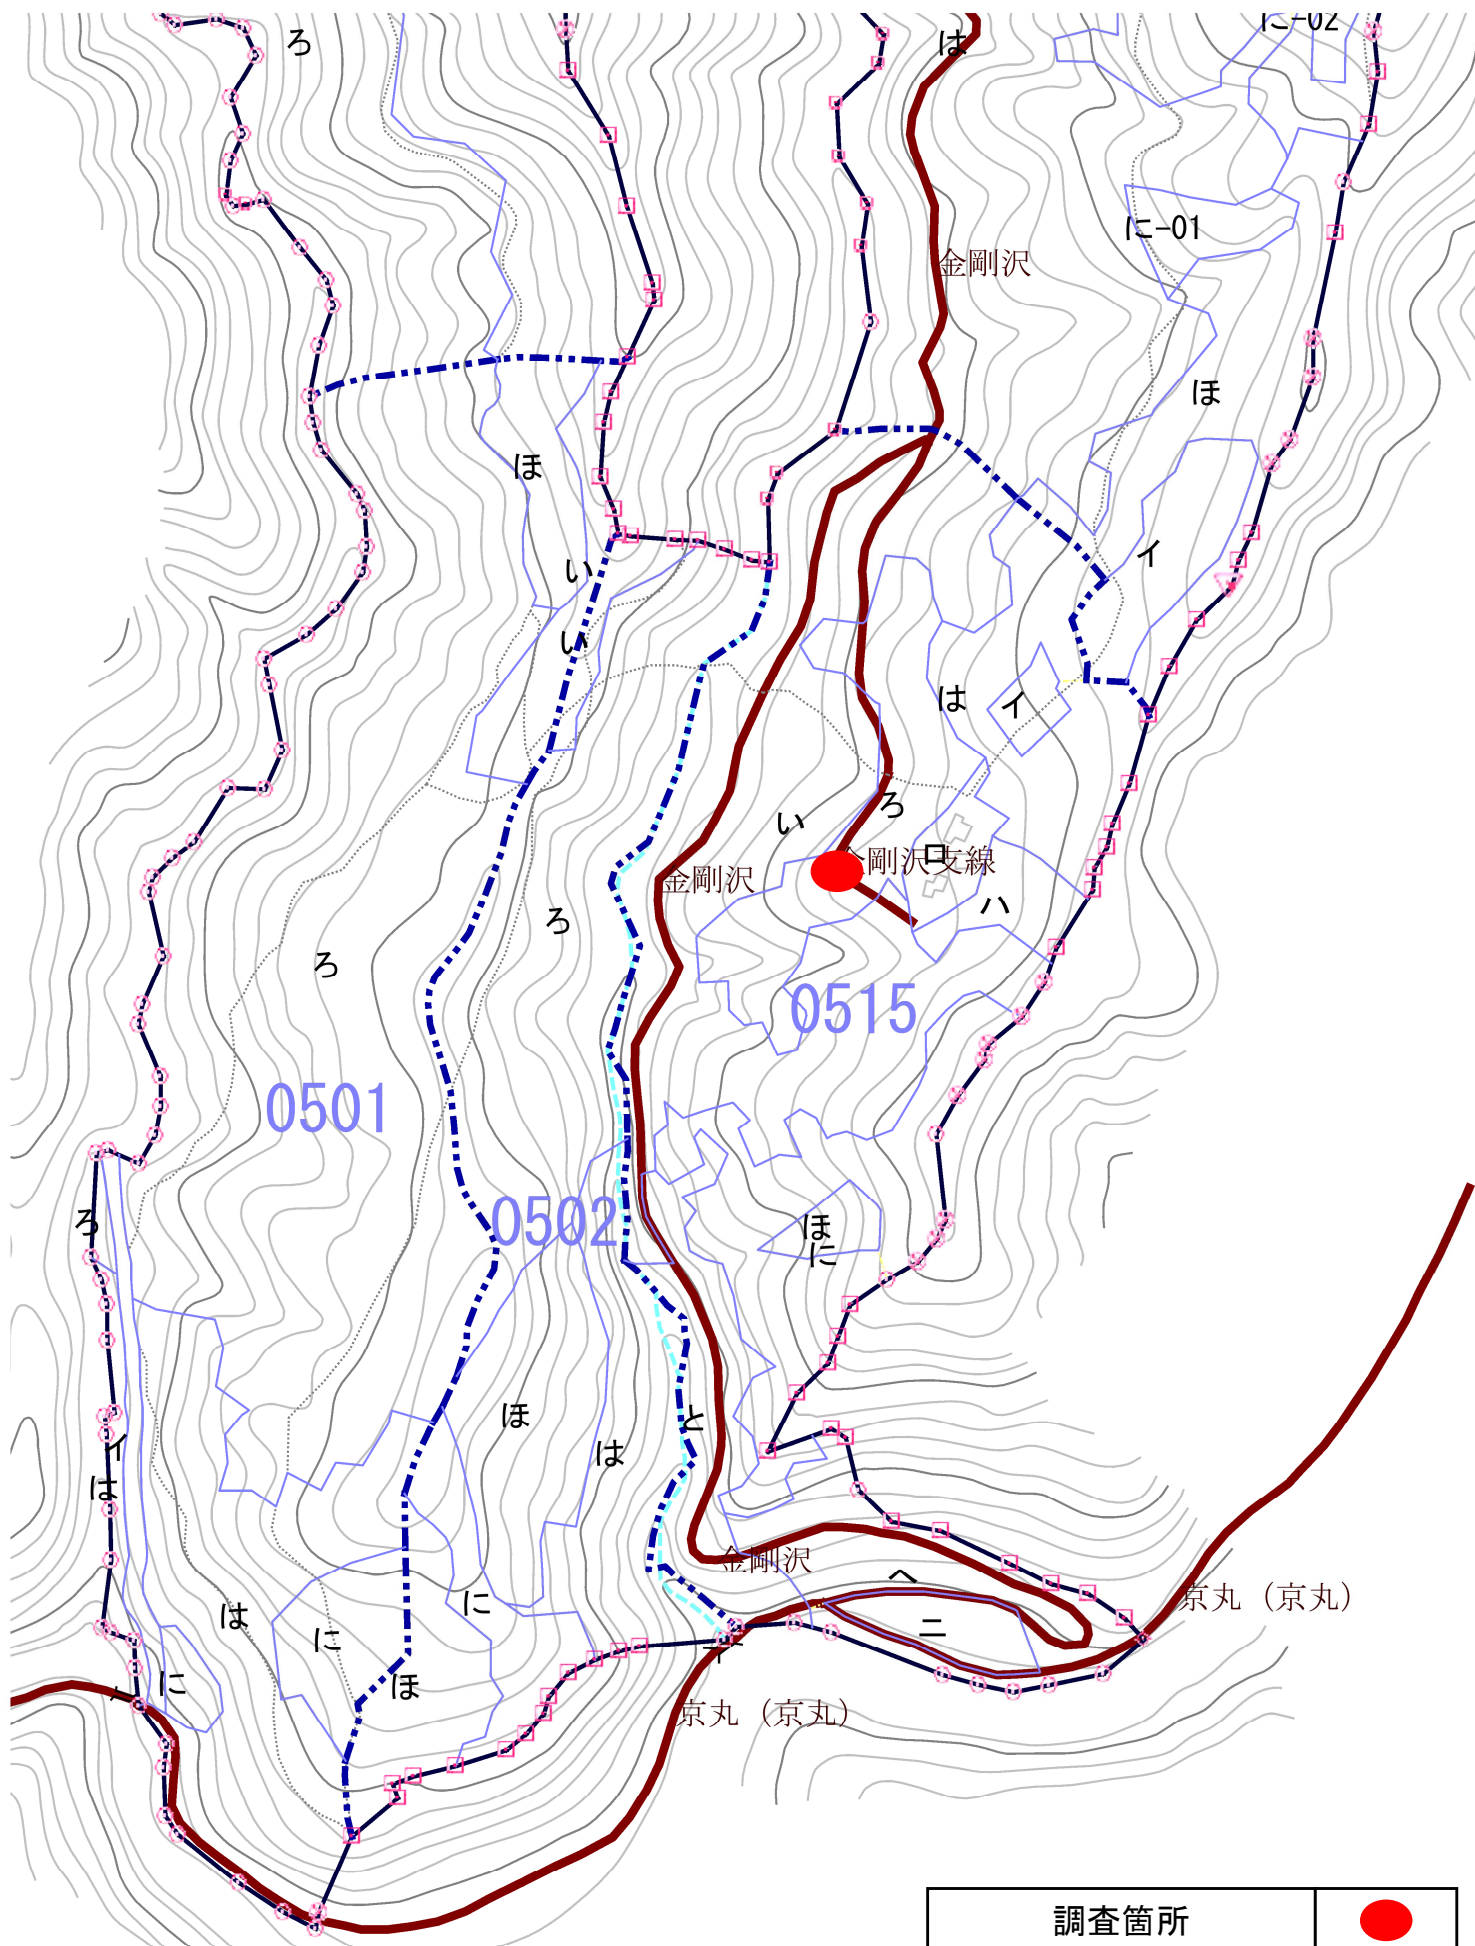 ろ
は
に-02
に-01
金剛沢
ほ
ほ
イ
い
い
は
イ
い
ろ
ロ
金剛沢支線
金剛沢
ハ
ろ
ろ
0515
0501
0502
ろ
ほ
に
ほ
と
は
イ
は
金剛沢
へ
京丸（京丸）
に
は
に
ニ
に
ほ
京丸（京丸）
調査箇所